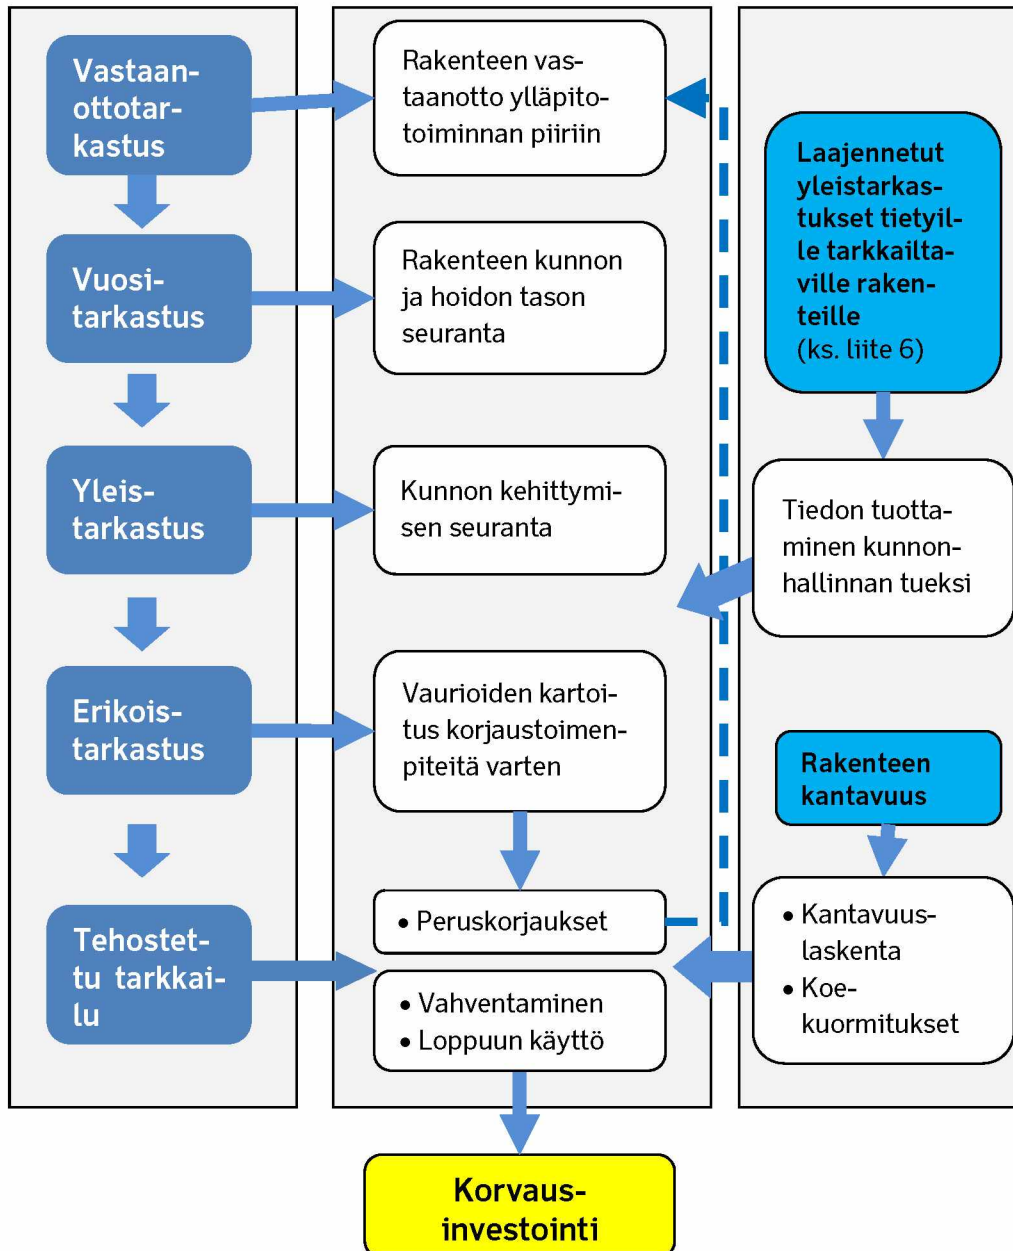 Vastaan-
ottotar-
kastus
Vuosi-
tarkastus
Yleis-
tarkastus
Erikois-
tarkastus
Tehostet-
tu tarkkai-
lu
Rakenteen vas-
taanotto ylläpito-
toiminnan piiriin
Rakenteen kunnon
ja hoidon tason
seuranta
Kunnon kehittymi-
sen seuranta
Vaurioiden kartoi-
tus korjaustoimen-
piteitä varten
• Peruskorjaukset
• Vahventaminen
• Loppuun käyttö
Laajennetut
yleistarkas-
tukset tietyil-
le tarkkailta-
ville raken-
teille
(ks. liite 6)
Tiedon tuotta-
minen kunnon-
hallinnan tueksi
Rakenteen
kantavuus
• Kantavuus-
laskenta
• Koe-
kuormitukset
Korvaus-
investointi